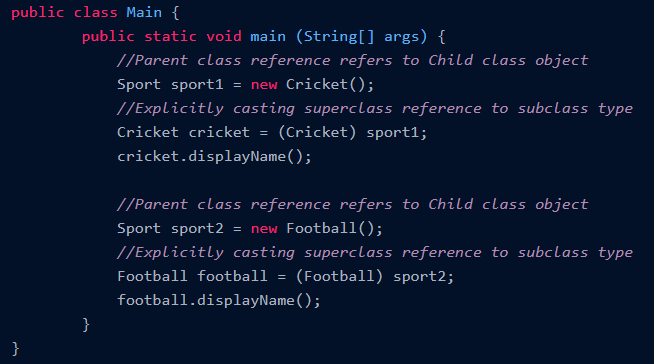 public class Main {
        public static void main (String[] args) {
            //Parent class reference refers to Child class object
            Sport sport1 = new Cricket();
            //Explicitly casting superclass reference to subclass type
            Cricket cricket = (Cricket) sport1;
            cricket.displayName();

            //Parent class reference refers to Child class object
            Sport sport2 = new Football();
            //Explicitly casting superclass reference to subclass type
            Football football = (Football) sport2;
            football.displayName();
        }
}